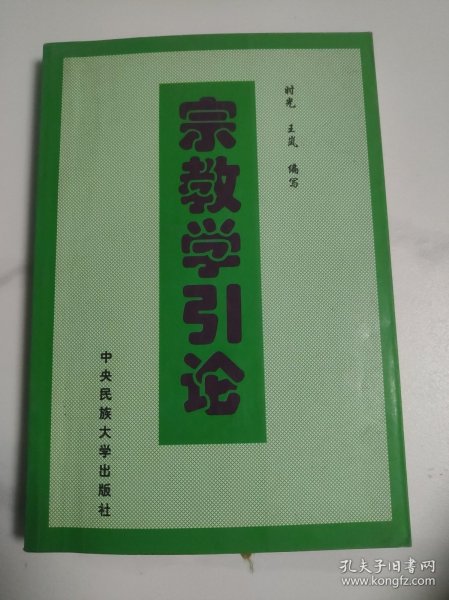 时光 王岚 编写
宗教学引论
中央民族大学出版社
孔夫子旧书网
www.kongfz.com